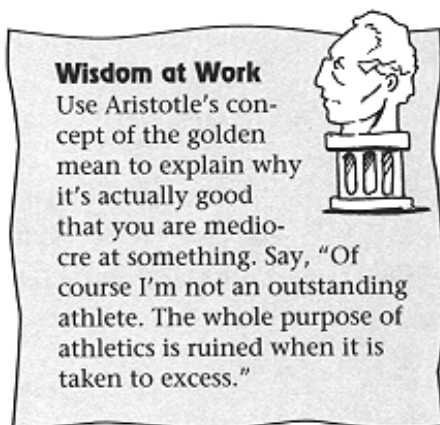 Wisdom at Work
Use Aristotle's con-
cept of the golden
mean to explain why
it's actually good
that you are medio-
cre at something. Say, "Of
course I'm not an outstanding
athlete. The whole purpose of
athletics is ruined when it is
taken to excess."